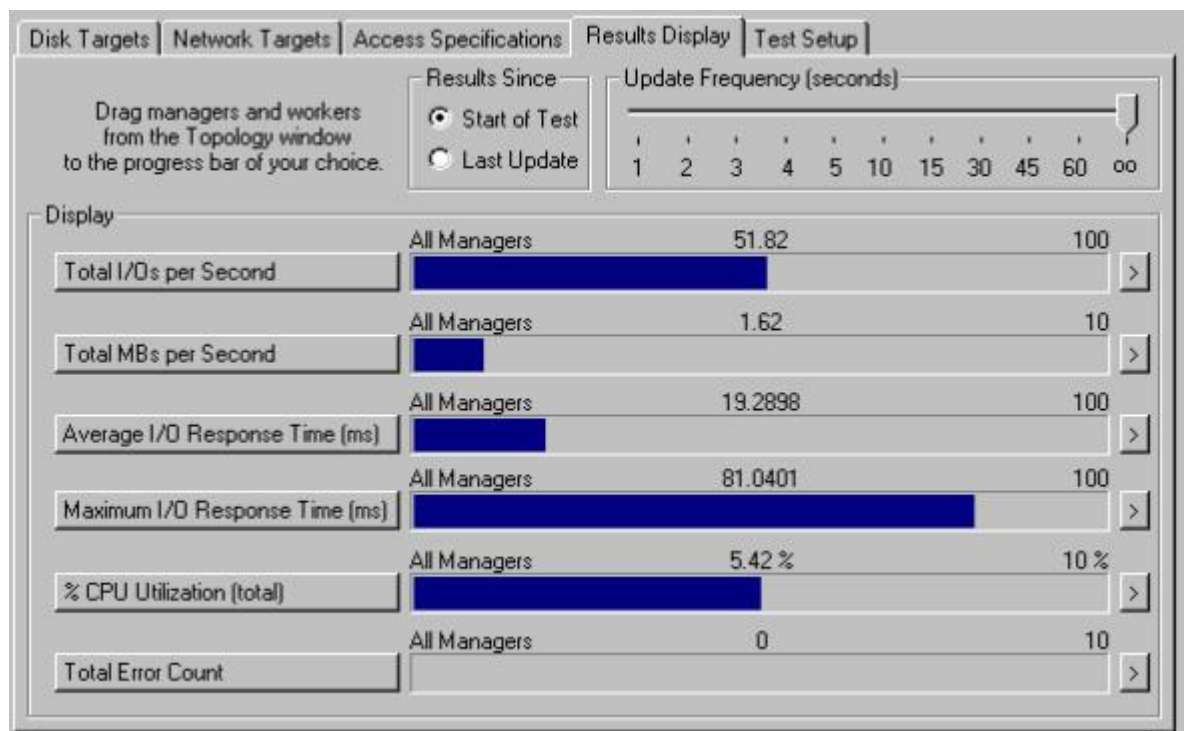 Disk Targets Network Targets Access Specifications Results Display Test Setup
Drag managers and workers
from the Topology window
to the progress bar of your choice.
Results Since
Start of Test
Last Update
Update Frequency (seconds)
1 2 3 4 5 10 15 30 45 60 oo
Display
All Managers 51.82 100
Total I/Os per Second >
All Managers 1.62 10
Total MBs per Second >
All Managers 19.2898 100
Average I/O Response Time (ms) >
All Managers 81.0401 100
Maximum I/O Response Time (ms) >
All Managers 5.42 % 10 %
% CPU Utilization (total) >
All Managers 0 10
Total Error Count >